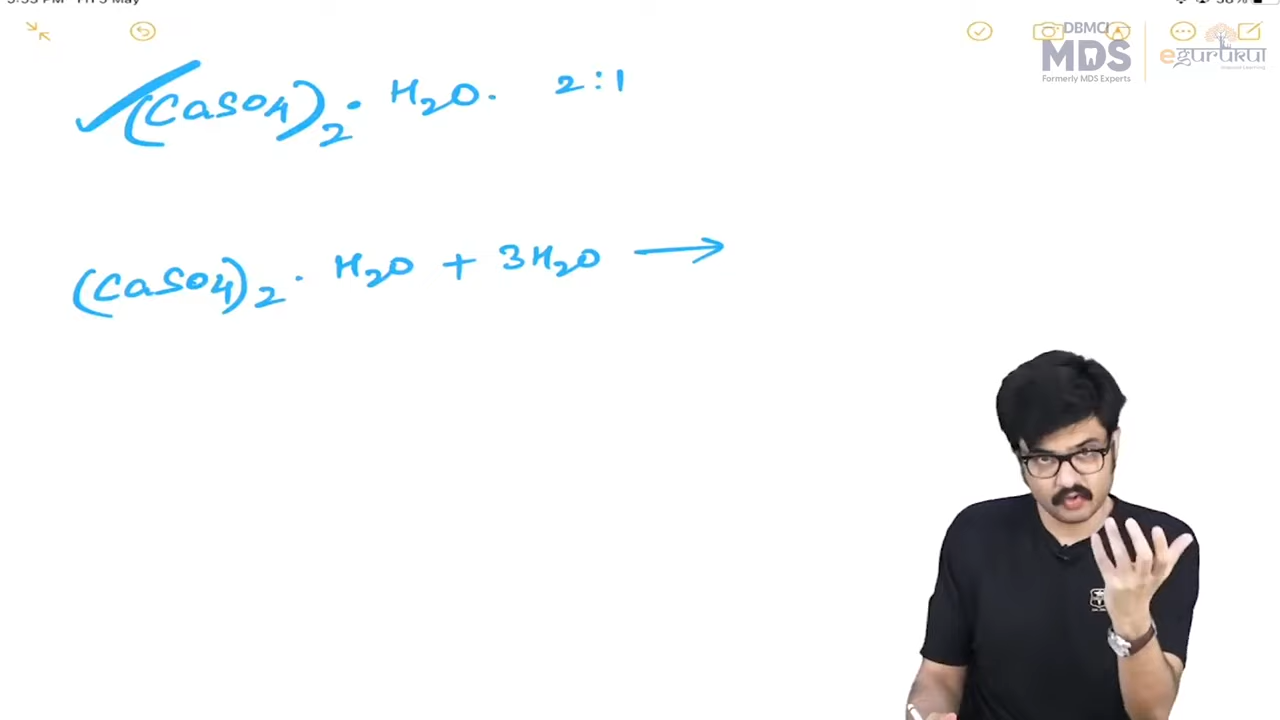 DBMCI
MDS
Formerly MDS Experts
egurukul
(CaSO4)2 · H2O. 2:1
(CaSO4)2 · H2O + 3H2O →